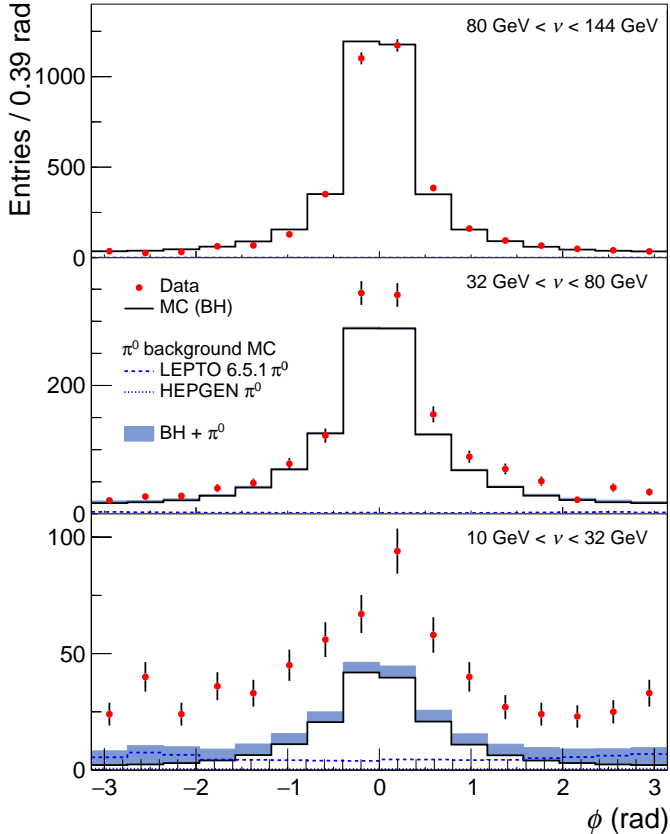 Entries / 0.39 rad
80 GeV < ν < 144 GeV
1000
500
0
32 GeV < ν < 80 GeV
Data
MC (BH)
π⁰ background MC
LEPTO 6.5.1 π⁰
HEPGEN π⁰
BH + π⁰
200
0
10 GeV < ν < 32 GeV
100
50
0
−3 −2 −1 0 1 2 3
ϕ (rad)